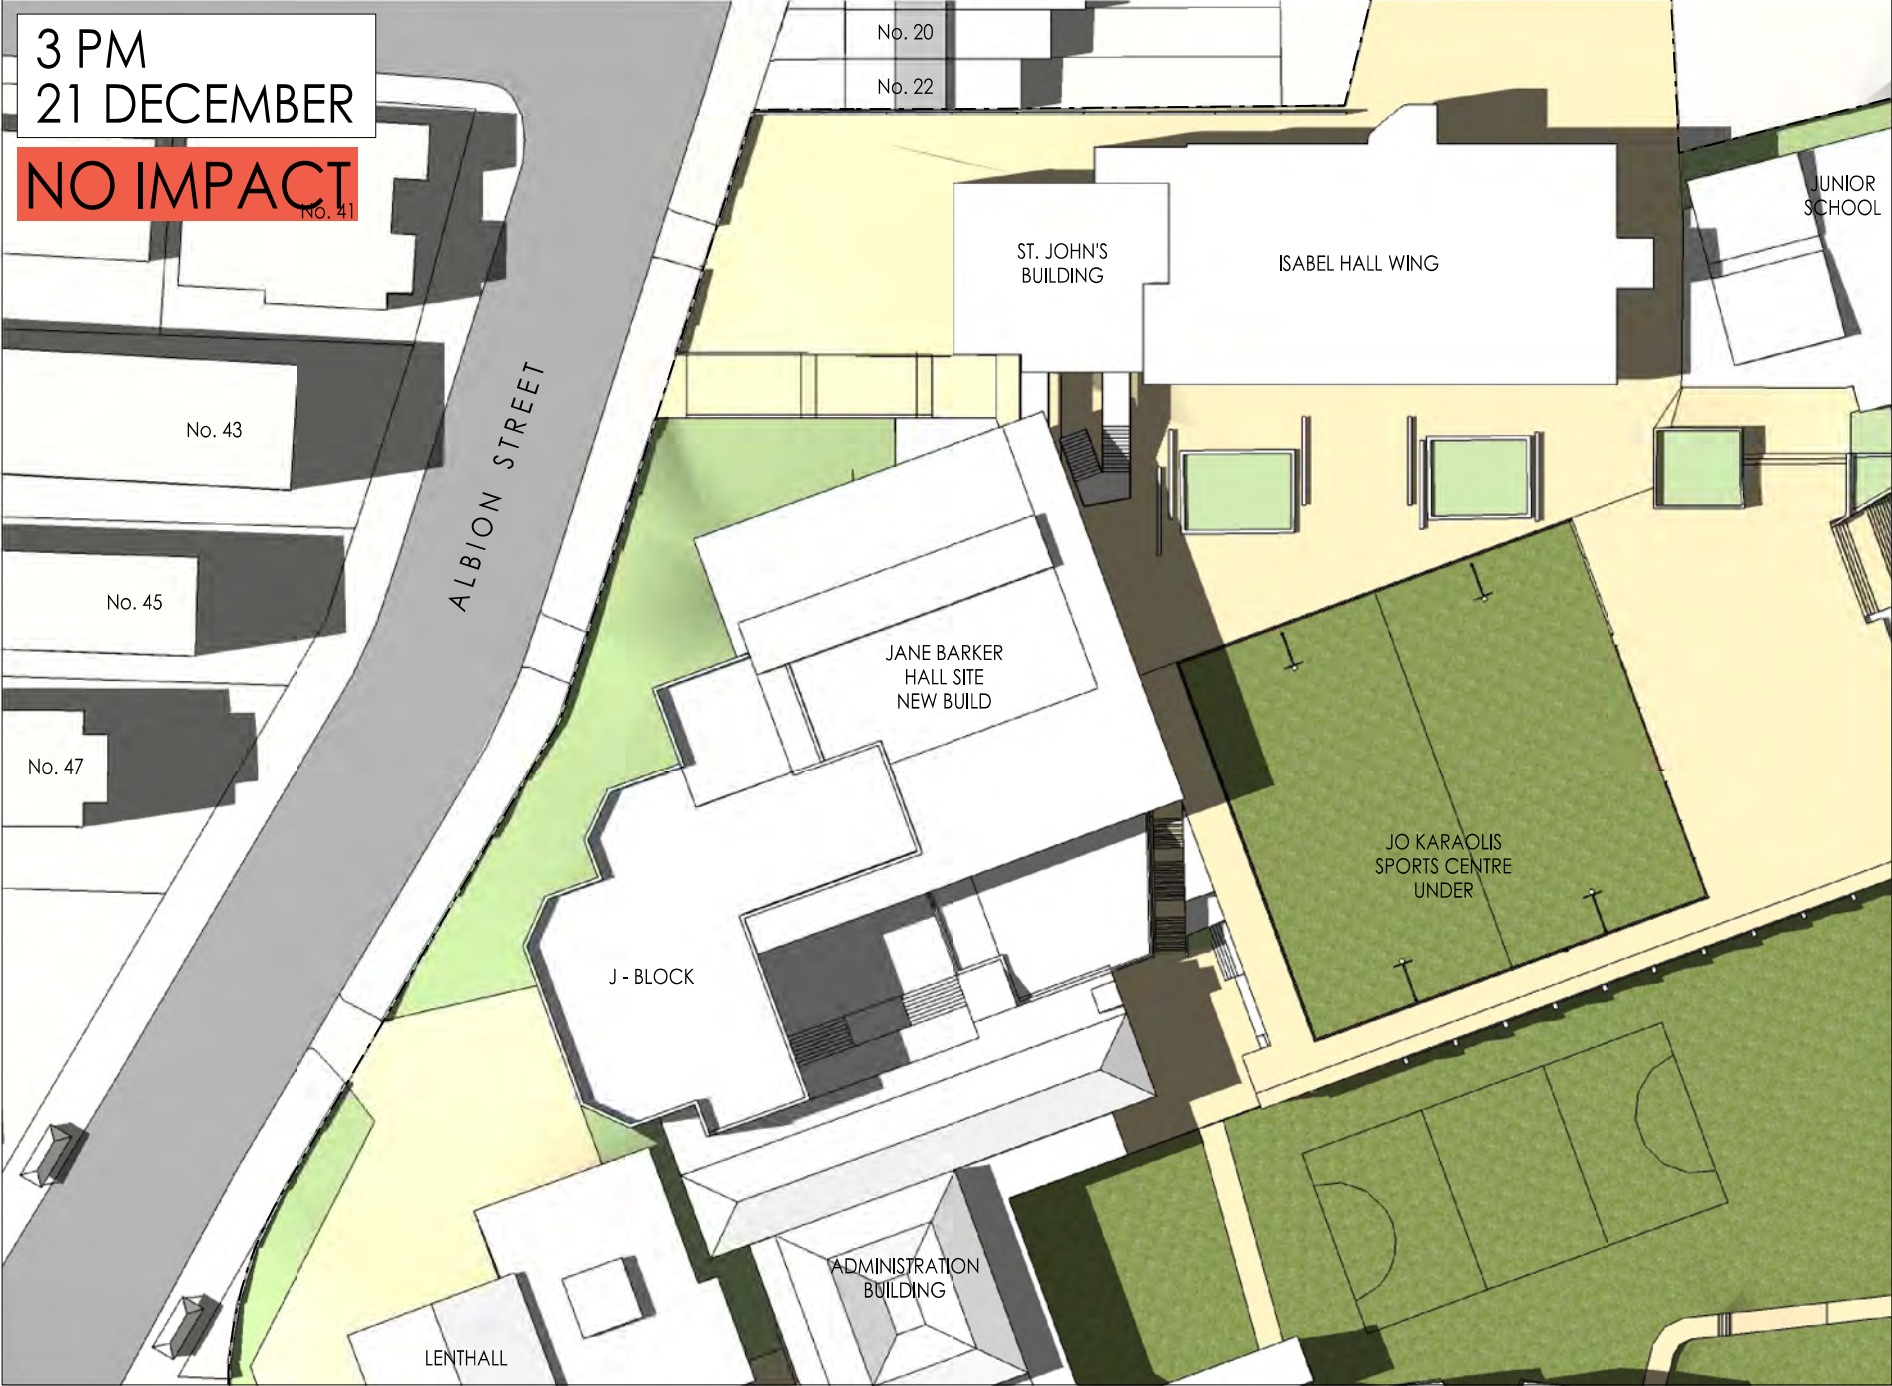 3 PM
21 DECEMBER
NO IMPACT
No. 41
No. 20
No. 22
JUNIOR
SCHOOL
ST. JOHN'S
BUILDING
ISABEL HALL WING
No. 43
ALBION STREET
No. 45
JANE BARKER
HALL SITE
NEW BUILD
No. 47
JO KARAOLIS
SPORTS CENTRE
UNDER
J - BLOCK
ADMINISTRATION
BUILDING
LENTHALL